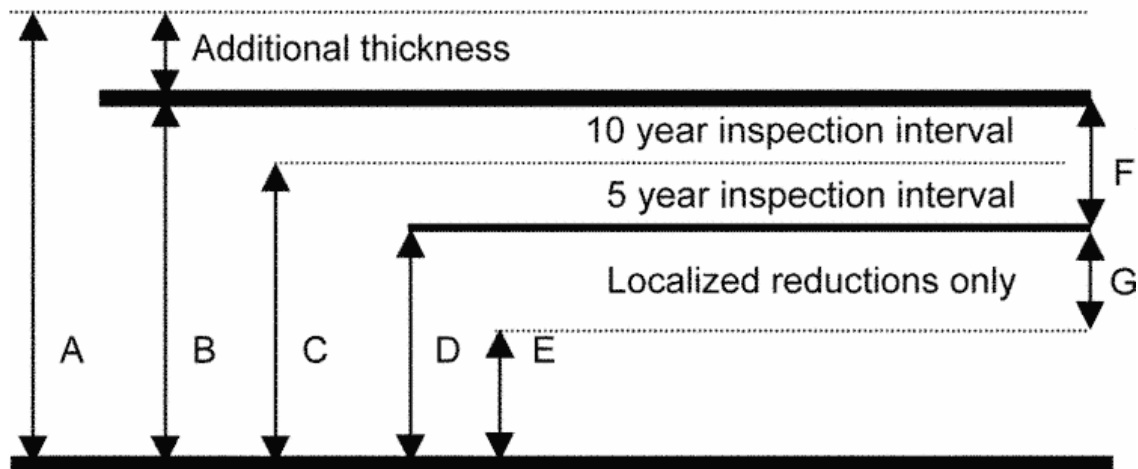 Additional thickness
10 year inspection interval
F
5 year inspection interval
Localized reductions only
G
A
B
C
D
E